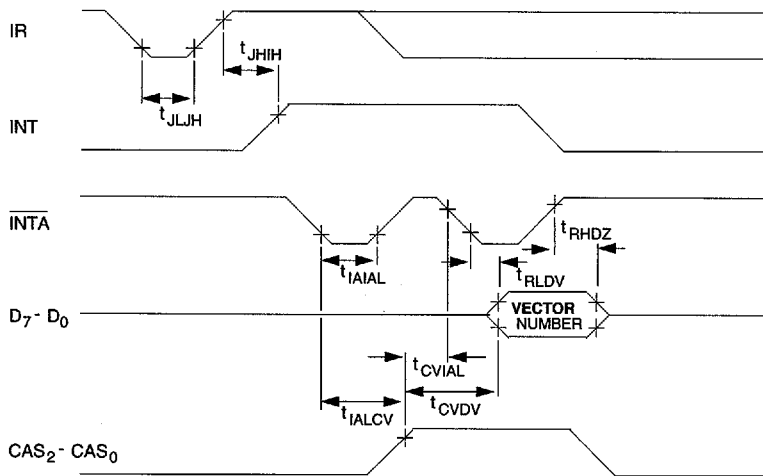 IR
t_JHIH
t_JLJH
INT
INTA
t_RHDZ
t_IAIAL
t_RLDV
D₇ - D₀
VECTOR
NUMBER
t_CVIAL
t_IALCV
t_CVDV
CAS₂ - CAS₀